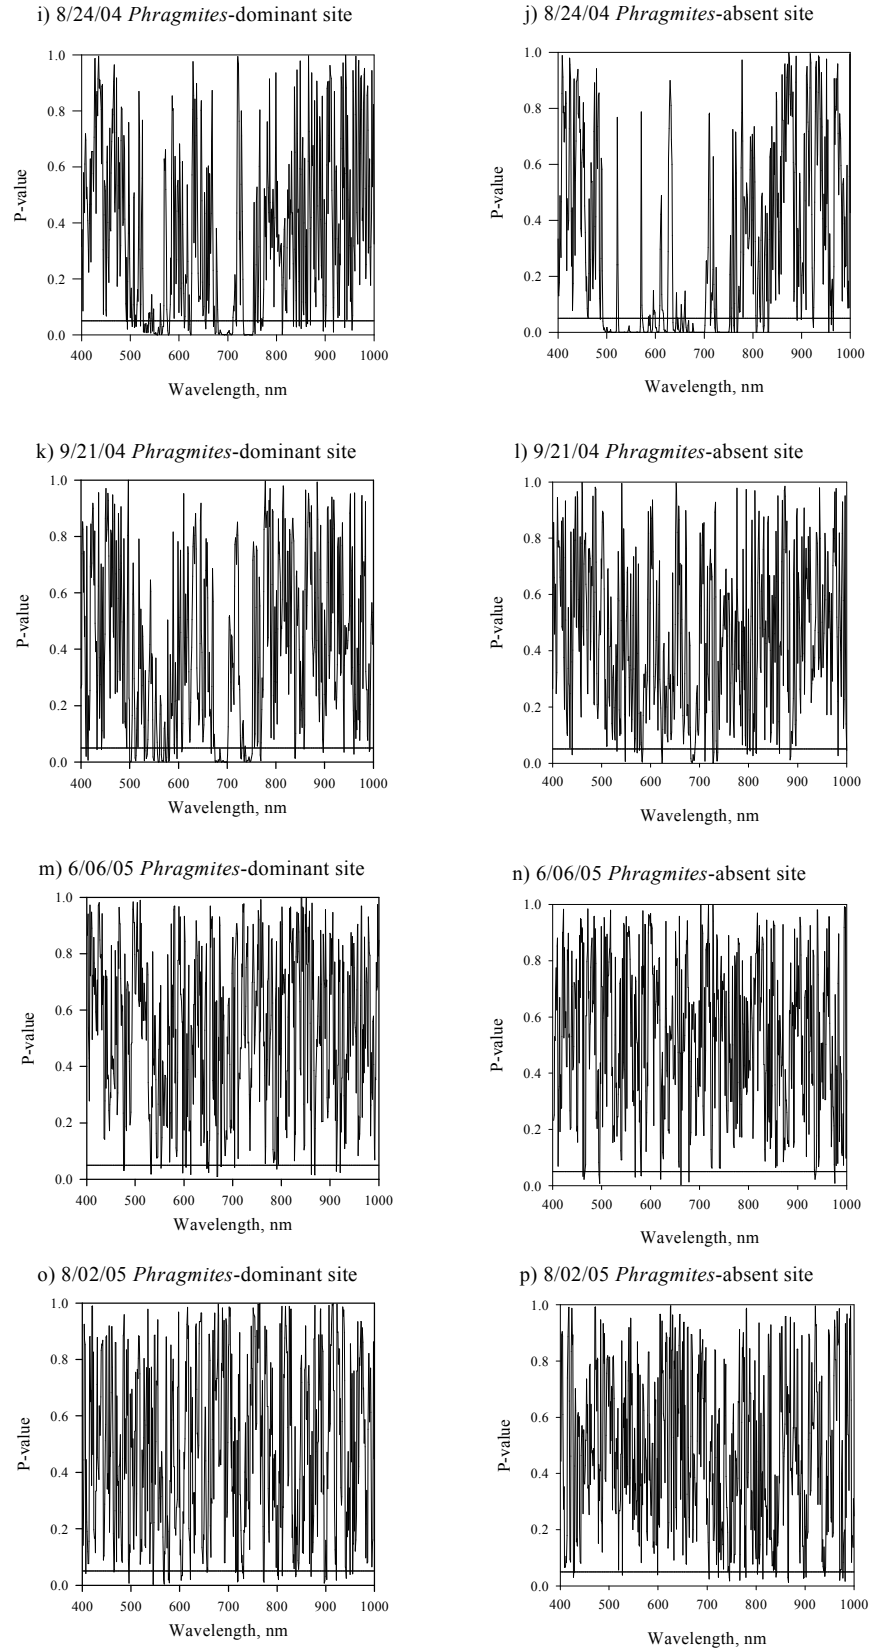 i) 8/24/04 Phragmites-dominant site
1.0
0.8
0.6
0.4
0.2
0.0
P-value
400 500 600 700 800 900 1000
Wavelength, nm
j) 8/24/04 Phragmites-absent site
1.0
0.8
0.6
0.4
0.2
0.0
P-value
400 500 600 700 800 900 1000
Wavelength, nm
k) 9/21/04 Phragmites-dominant site
1.0
0.8
0.6
0.4
0.2
0.0
P-value
400 500 600 700 800 900 1000
Wavelength, nm
l) 9/21/04 Phragmites-absent site
1.0
0.8
0.6
0.4
0.2
0.0
P-value
400 500 600 700 800 900 1000
Wavelength, nm
m) 6/06/05 Phragmites-dominant site
1.0
0.8
0.6
0.4
0.2
0.0
P-value
400 500 600 700 800 900 1000
Wavelength, nm
n) 6/06/05 Phragmites-absent site
1.0
0.8
0.6
0.4
0.2
0.0
P-value
400 500 600 700 800 900 1000
Wavelength, nm
o) 8/02/05 Phragmites-dominant site
1.0
0.8
0.6
0.4
0.2
0.0
P-value
400 500 600 700 800 900 1000
Wavelength, nm
p) 8/02/05 Phragmites-absent site
1.0
0.8
0.6
0.4
0.2
0.0
P-value
400 500 600 700 800 900 1000
Wavelength, nm